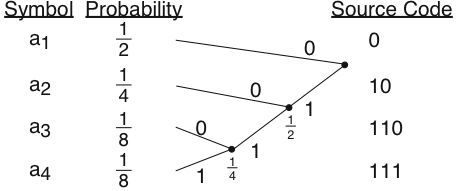 Symbol Probability Source Code
a1 1/2 0 0
a2 1/4 0 10
1
1/2
a3 1/8 0 110
1
1/4
a4 1/8 1 111